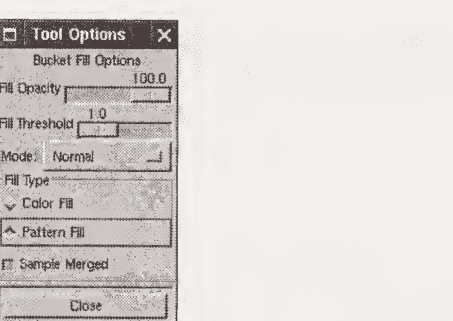 Tool Options
Bucket Fill Options
100.0
Fill Opacity
1.0
Fill Threshold
Mode: Normal
Fill Type
Color Fill
Pattern Fill
Sample Merged
Close